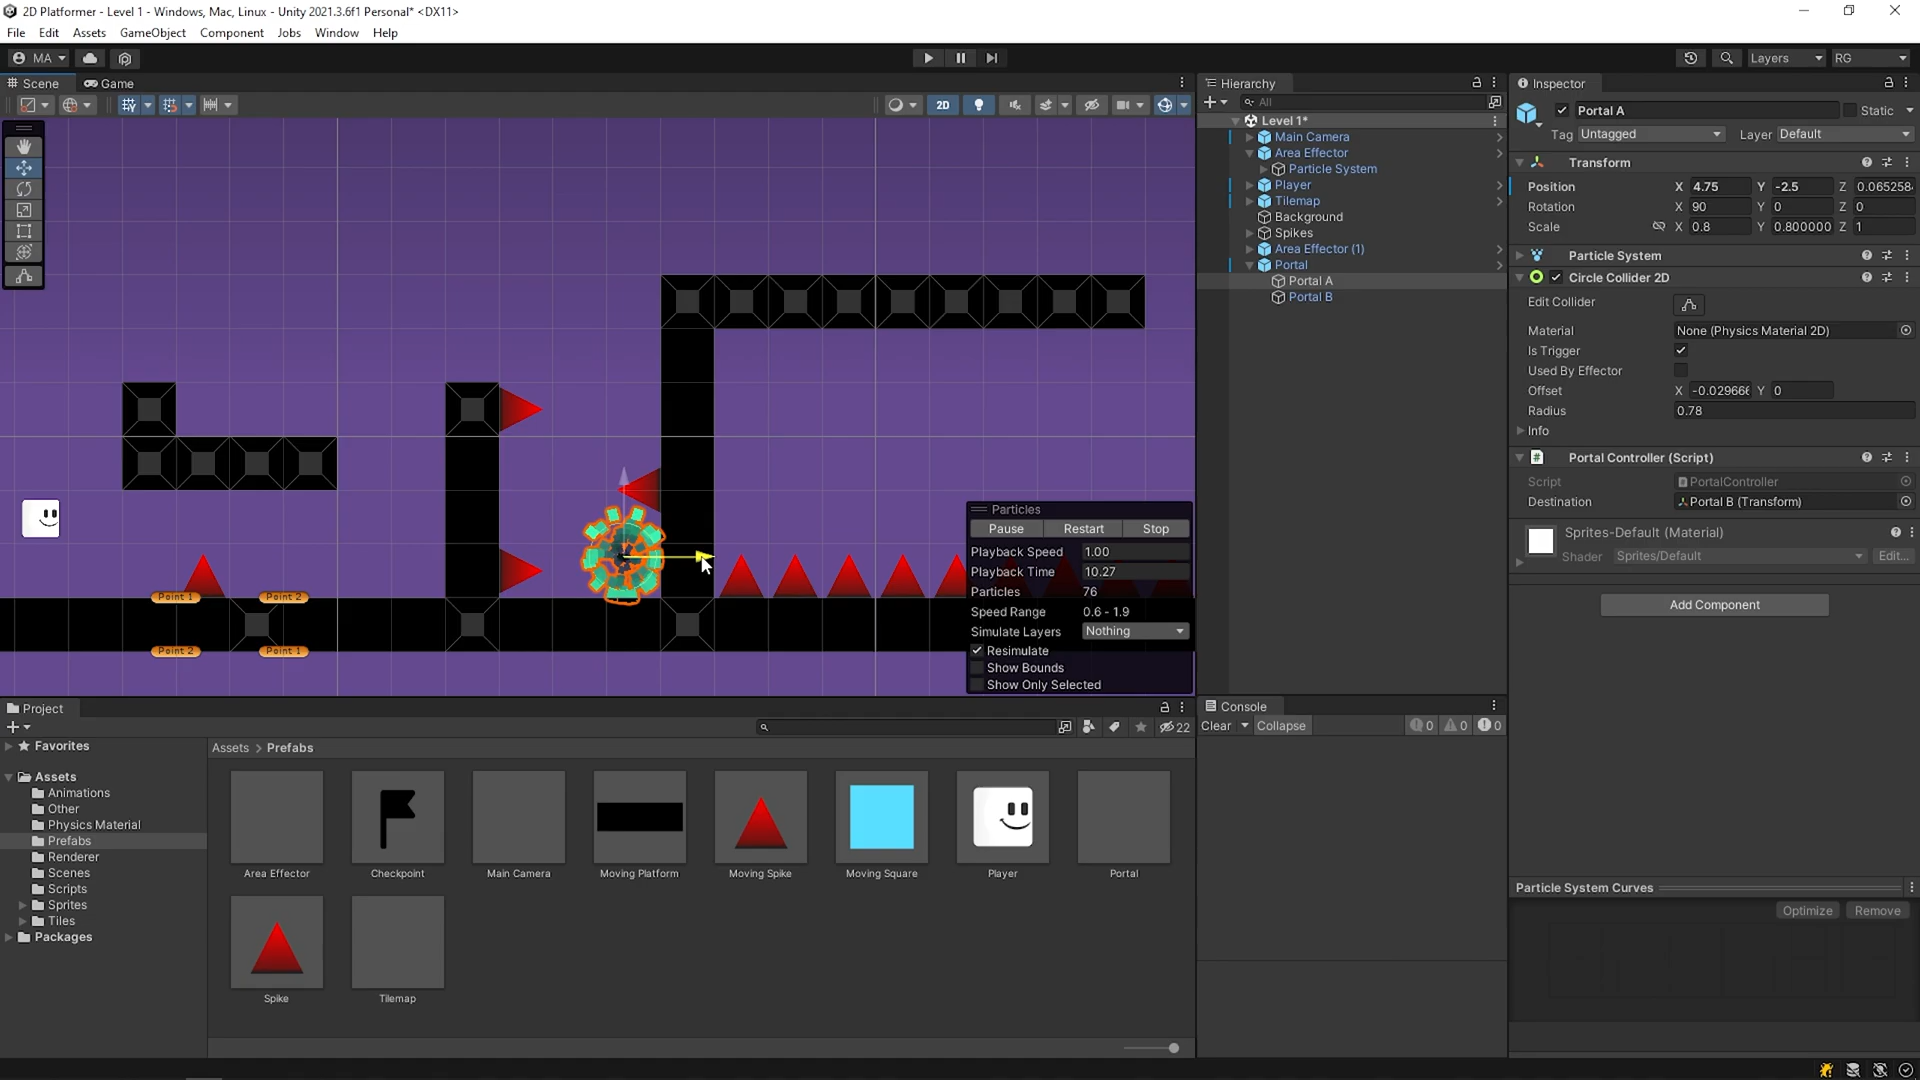 2D Platformer - Level 1 - Windows, Mac, Linux - Unity 2021.3.6f1 Personal* <DX11>
File Edit Assets GameObject Component Jobs Window Help
MA
Layers RG
Scene Game
2D
Point 1 Point 2
Point 2 Point 1
Particles
Pause Restart Stop
Playback Speed 1.00
Playback Time 10.27
Particles 76
Speed Range 0.6 - 1.9
Simulate Layers Nothing
Resimulate
Show Bounds
Show Only Selected
Hierarchy
All
Level 1*
Main Camera
Area Effector
Particle System
Player
Tilemap
Background
Spikes
Area Effector (1)
Portal
Portal A
Portal B
Inspector
Portal A Static
Tag Untagged Layer Default
Transform
Position X 4.75 Y -2.5 Z 0.065258
Rotation X 90 Y 0 Z 0
Scale X 0.8 Y 0.800000 Z 1
Particle System
Circle Collider 2D
Edit Collider
Material None (Physics Material 2D)
Is Trigger
Used By Effector
Offset X -0.029666 Y 0
Radius 0.78
Info
Portal Controller (Script)
Script PortalController
Destination Portal B (Transform)
Sprites-Default (Material)
Shader Sprites/Default Edit...
Add Component
Particle System Curves
Optimize Remove
Project
22
Favorites
Assets
Animations
Other
Physics Material
Prefabs
Renderer
Scenes
Scripts
Sprites
Tiles
Packages
Assets > Prefabs
Area Effector Checkpoint Main Camera Moving Platform Moving Spike Moving Square Player Portal
Spike Tilemap
Console
Clear Collapse 0 0 0